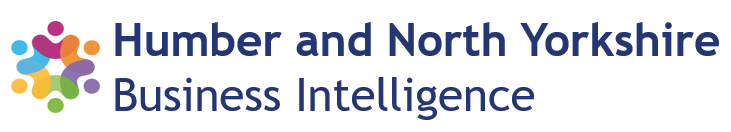 Humber and North Yorkshire
Business Intelligence